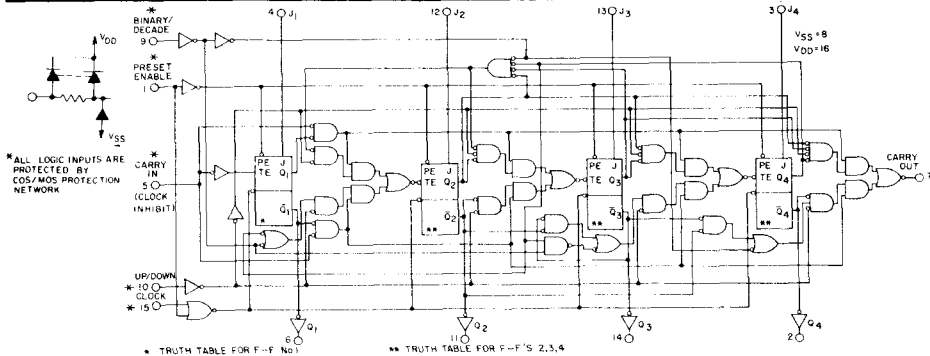 4 J1
12 J2
13 J3
3 J4
*
BINARY/
DECADE
9
VDD
*
PRESET
ENABLE
1
VSS=8
VDD=16
VSS
* ALL LOGIC INPUTS ARE
PROTECTED BY
COS/MOS PROTECTION
NETWORK
*
CARRY
IN
5
(CLOCK
INHIBIT)
PE J
TE Q1
Q̄1
*
PE J
TE Q2
Q̄2
**
PE J
TE Q3
Q̄3
**
PE J
TE Q4
Q̄4
**
CARRY
OUT
7
UP/DOWN
* 10
CLOCK
* 15
Q1
6
Q2
11
Q3
14
Q4
2
* TRUTH TABLE FOR F-F No1
** TRUTH TABLE FOR F-F'S 2,3,4